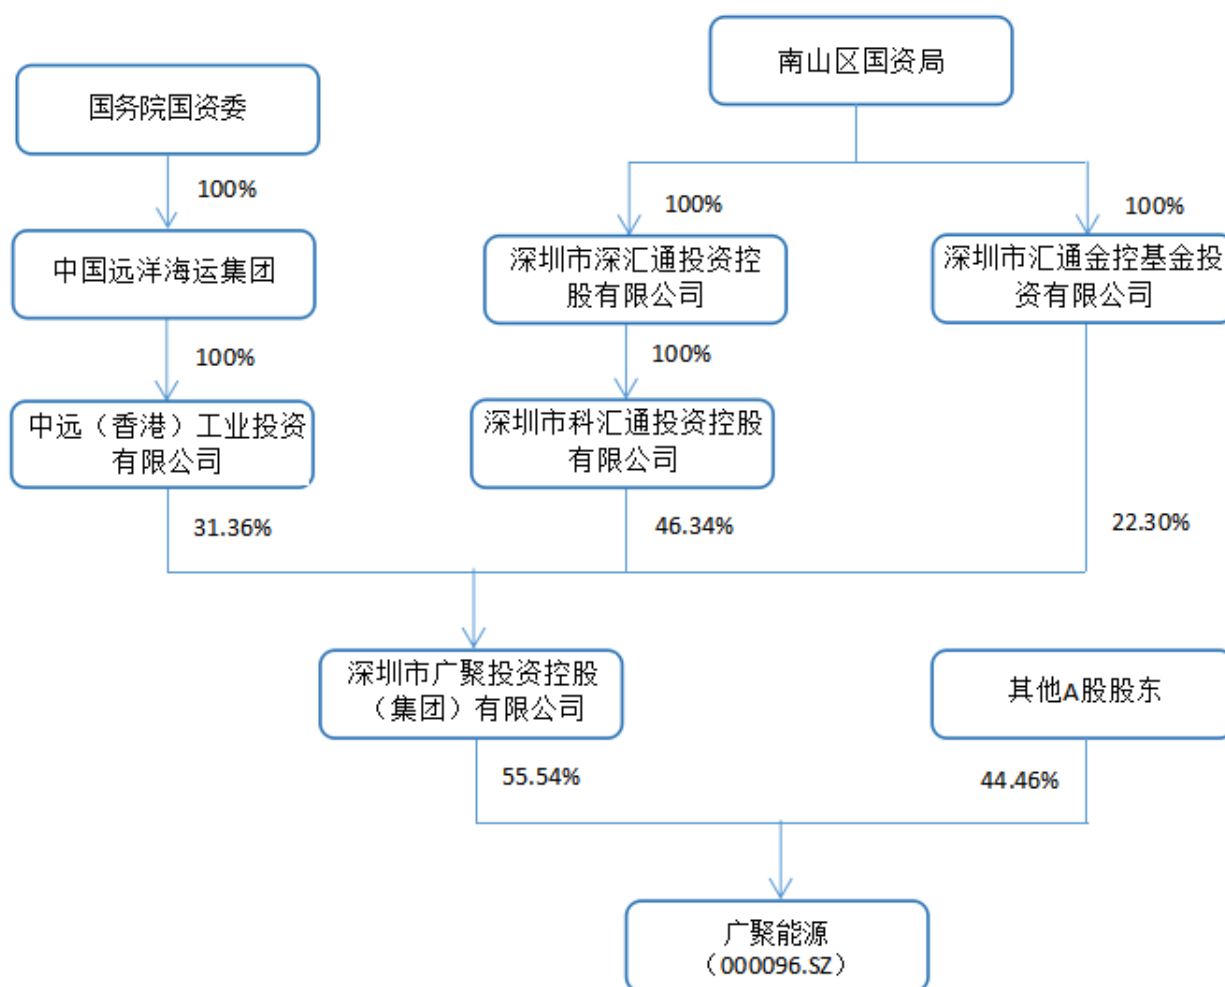 南山区国资局
国务院国资委
100%
100%
100%
中国远洋海运集团
深圳市深汇通投资控
股有限公司
深圳市汇通金控基金投
资有限公司
100%
100%
中远（香港）工业投资
有限公司
深圳市科汇通投资控股
有限公司
31.36%
46.34%
22.30%
深圳市广聚投资控股
（集团）有限公司
其他A股股东
55.54%
44.46%
广聚能源
（000096.SZ）